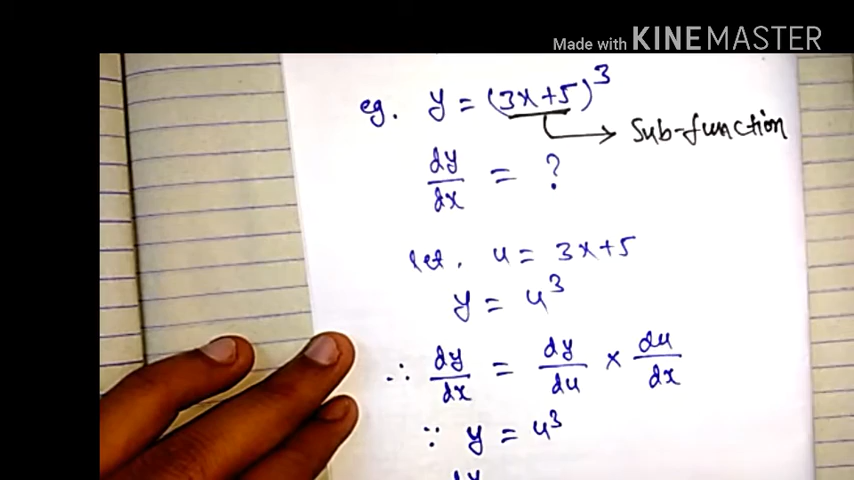 Made with KINEMASTER
eg. y = (3x+5)^3
Sub-function
dy/dx = ?
let, u = 3x+5
y = u^3
∴ dy/dx = dy/du × du/dx
∵ y = u^3
dy